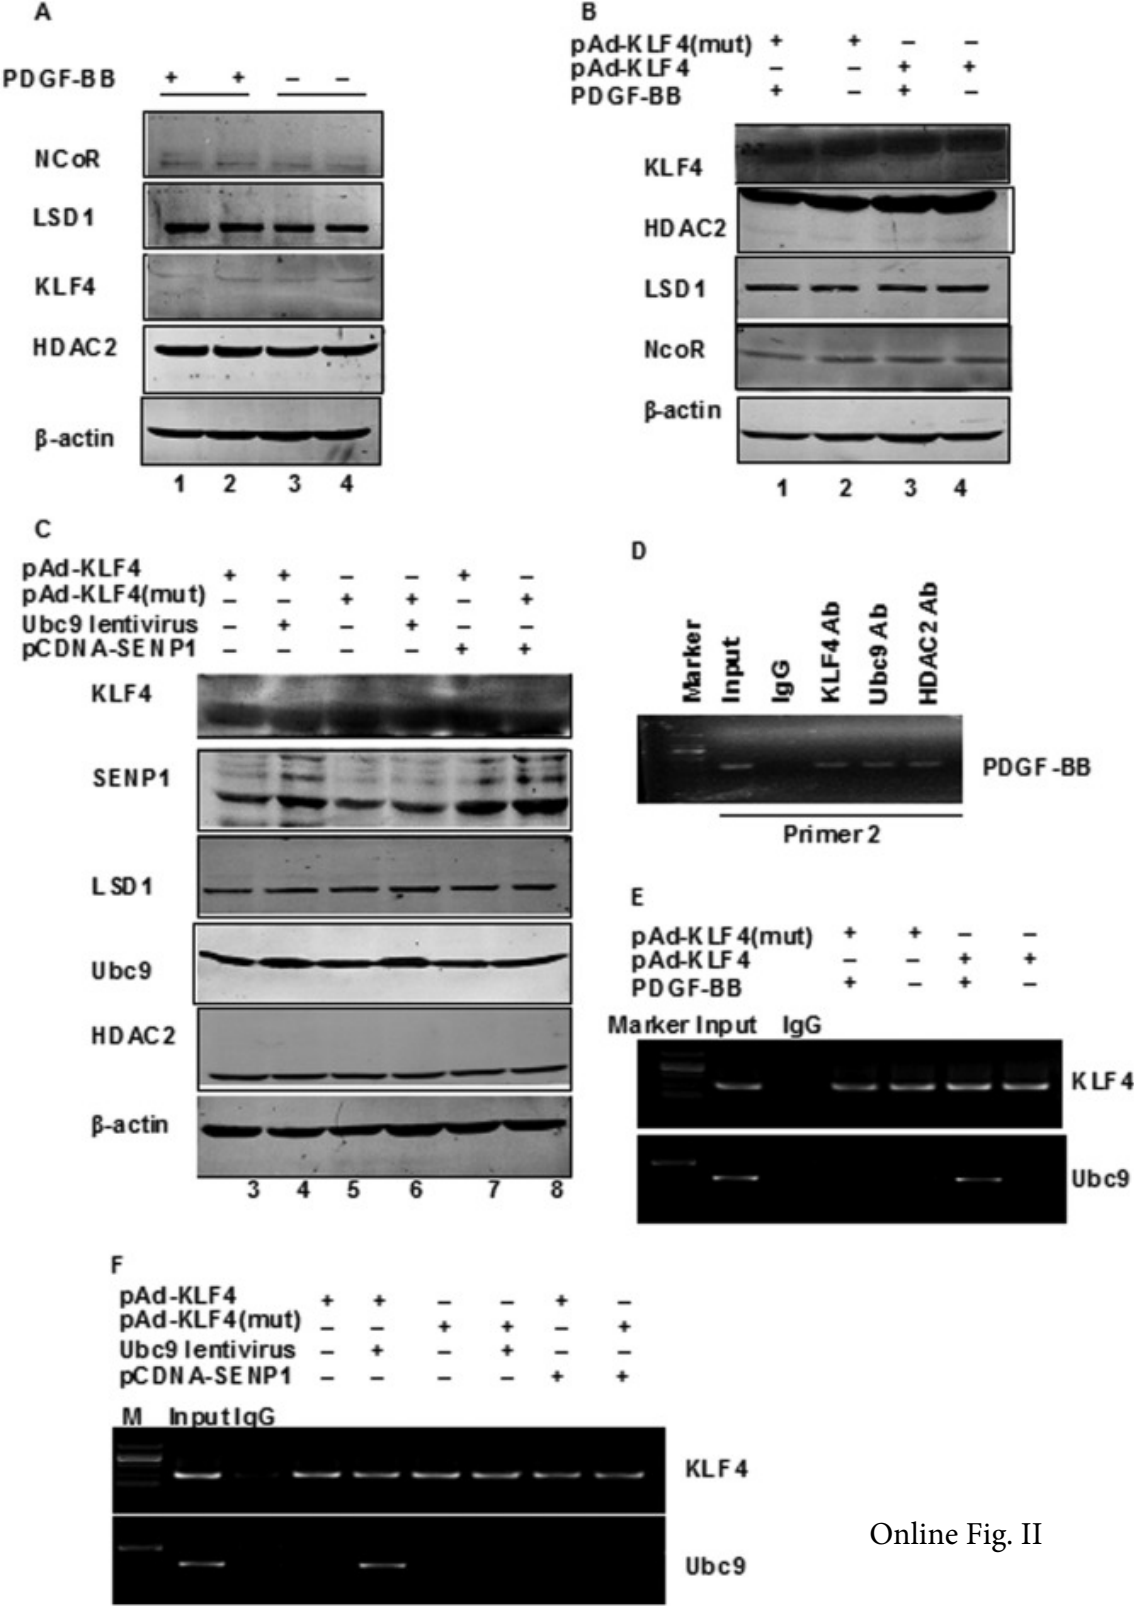 A
PDGF-BB + + – –
NCoR
LSD1
KLF4
HDAC2
β-actin
1 2 3 4
B
pAd-KLF4(mut) + + – –
pAd-KLF4 – – + +
PDGF-BB + – + –
KLF4
HDAC2
LSD1
NcoR
β-actin
1 2 3 4
C
pAd-KLF4 + + – – + –
pAd-KLF4(mut) – – + + – +
Ubc9 lentivirus – + – + – –
pCDNA-SENP1 – – – – + +
KLF4
SENP1
LSD1
Ubc9
HDAC2
β-actin
3 4 5 6 7 8
D
Marker Input IgG KLF4 Ab Ubc9 Ab HDAC2 Ab
PDGF-BB
Primer 2
E
pAd-KLF4(mut) + + – –
pAd-KLF4 – – + +
PDGF-BB + – + –
Marker Input IgG
KLF4
Ubc9
F
pAd-KLF4 + + – – + –
pAd-KLF4(mut) – – + + – +
Ubc9 lentivirus – + – + – –
pCDNA-SENP1 – – – – + +
M Input IgG
KLF4
Ubc9
Online Fig. II